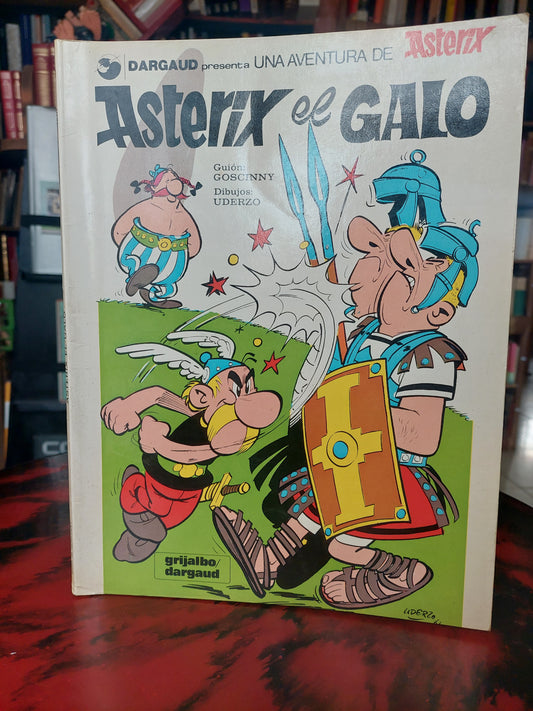 DARGAUD presenta UNA AVENTURA DE Asterix
Asterix el GALO
Guión:
GOSCINNY
Dibujos:
UDERZO
grijalbo/
dargaud
UDERZO